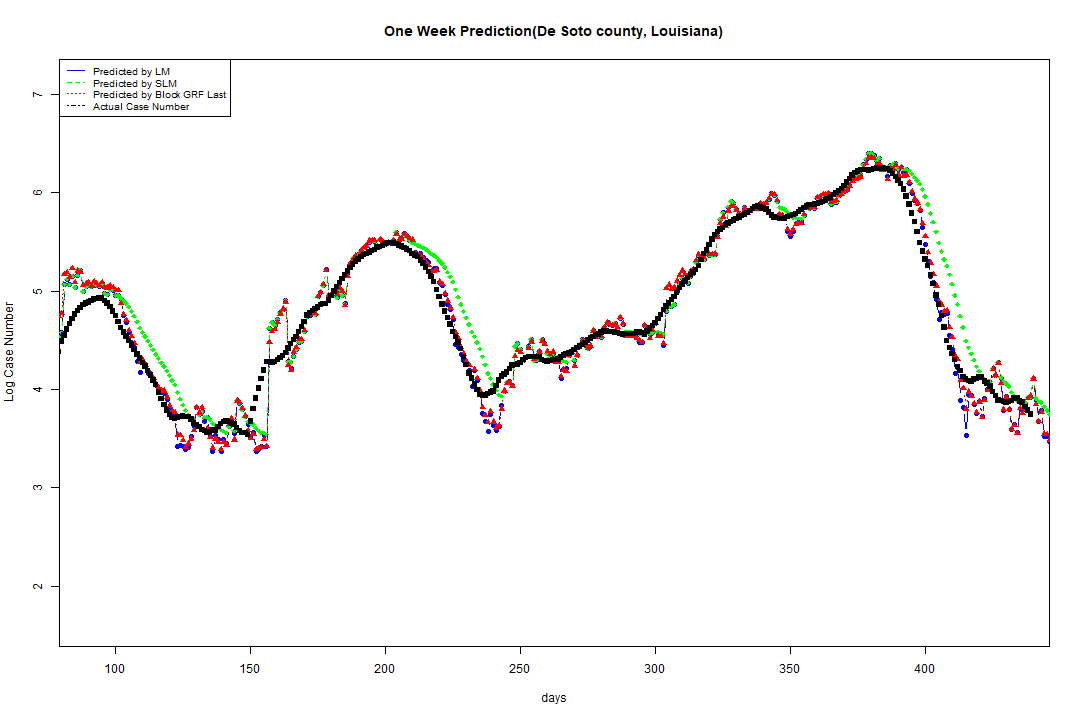 One Week Prediction(De Soto county, Louisiana)
Predicted by LM
Predicted by SLM
Predicted by Block GRF Last
Actual Case Number
7
6
5
4
3
2
Log Case Number
100 150 200 250 300 350 400
days